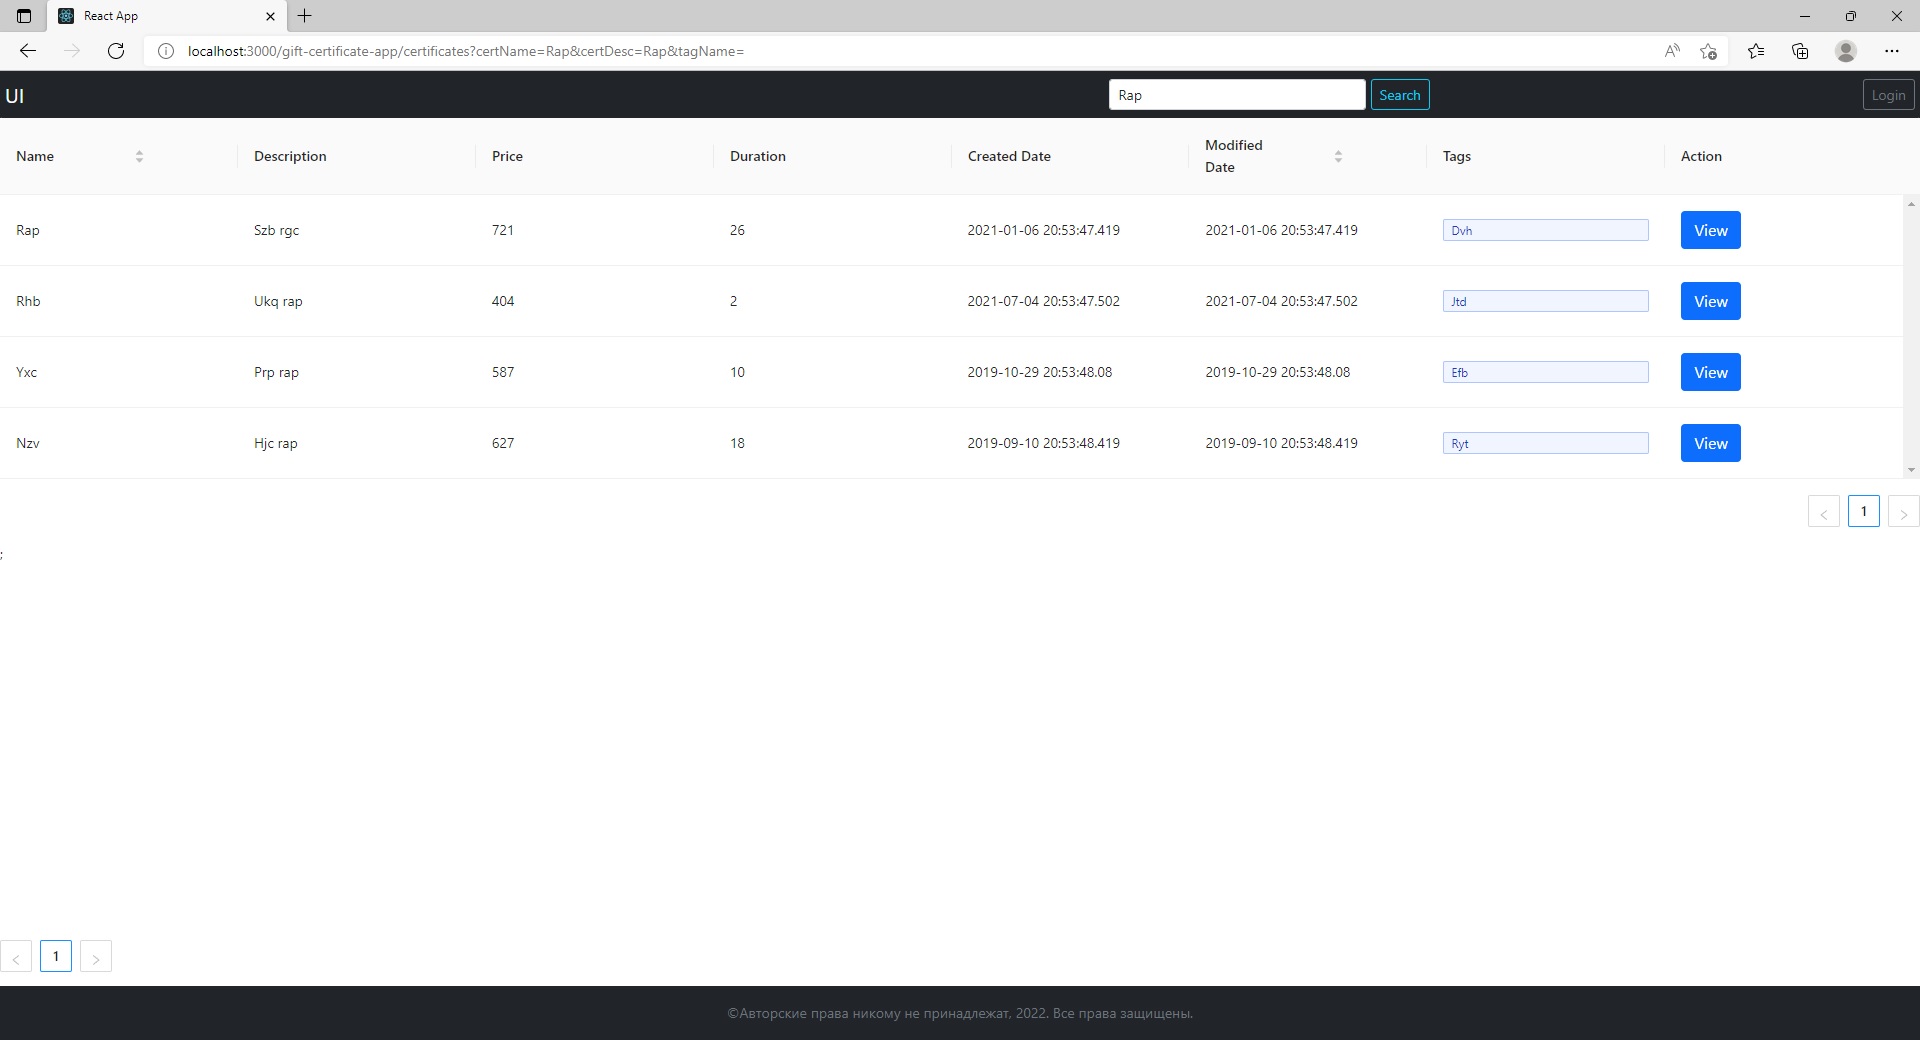 React App
localhost:3000/gift-certificate-app/certificates?certName=Rap&certDesc=Rap&tagName=
UI Rap Search Login
Name Description Price Duration Created Date Modified Date Tags Action
Rap Szb rgc 721 26 2021-01-06 20:53:47.419 2021-01-06 20:53:47.419 Dvh View
Rhb Ukq rap 404 2 2021-07-04 20:53:47.502 2021-07-04 20:53:47.502 Jtd View
Yxc Prp rap 587 10 2019-10-29 20:53:48.08 2019-10-29 20:53:48.08 Efb View
Nzv Hjc rap 627 18 2019-09-10 20:53:48.419 2019-09-10 20:53:48.419 Ryt View
< 1 >
;
< 1 >
©Авторские права никому не принадлежат, 2022. Все права защищены.